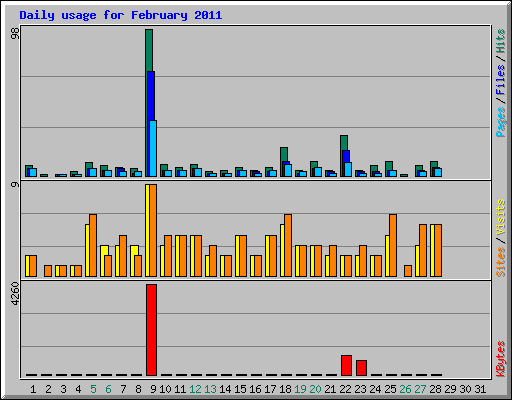 Daily usage for February 2011
98
Pages / Files / Hits
9
Sites / Visits
4260
KBytes
1 2 3 4 5 6 7 8 9 10 11 12 13 14 15 16 17 18 19 20 21 22 23 24 25 26 27 28 29 30 31